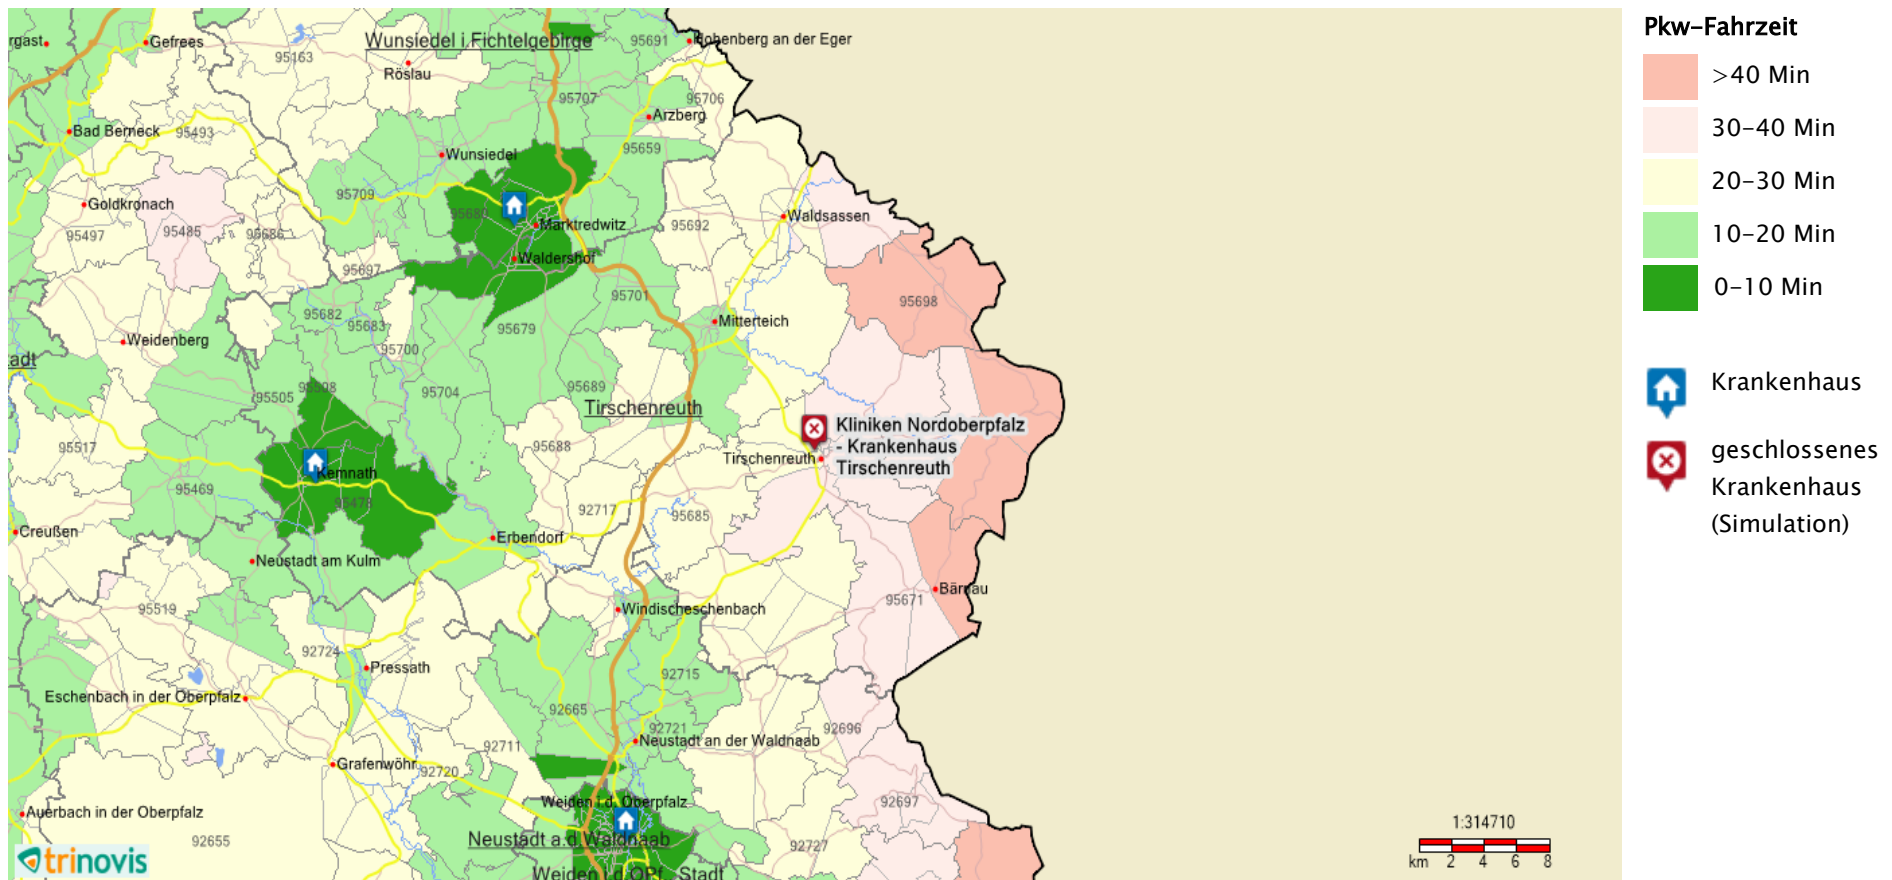 rgast
Gefrees
Wunsiedel i. Fichtelgebirge
95691
Hohenberg an der Eger
95163
Röslau
95707
95706
Arzberg
Bad Berneck
95493
95659
Wunsiedel
95709
Goldkronach
95680
Marktredwitz
Waldsassen
95497
95485
95686
95692
Waldershof
95697
95701
95698
95682
95683
95679
Mitterteich
Weidenberg
95700
adt
95508
95505
95704
95689
Tirschenreuth
95517
95688
Kliniken Nordoberpfalz
- Krankenhaus
Tirschenreuth
Tirschenreuth
Kemnath
95469
95478
92717
95685
Creußen
Erbendorf
Neustadt am Kulm
Bärnau
95671
95519
Windischeschenbach
92724
Pressath
92715
Eschenbach in der Oberpfalz
92665
92721
92696
92711
Neustadt an der Waldnaab
Grafenwöhr
92720
Weiden i.d. Oberpfalz
92697
Auerbach in der Oberpfalz
92655
Neustadt a.d.Waldnaab
92727
Weiden i.d.OPf., Stadt
trinovis
1:314710
km 2 4 6 8
Pkw-Fahrzeit
>40 Min
30-40 Min
20-30 Min
10-20 Min
0-10 Min
Krankenhaus
geschlossenes
Krankenhaus
(Simulation)